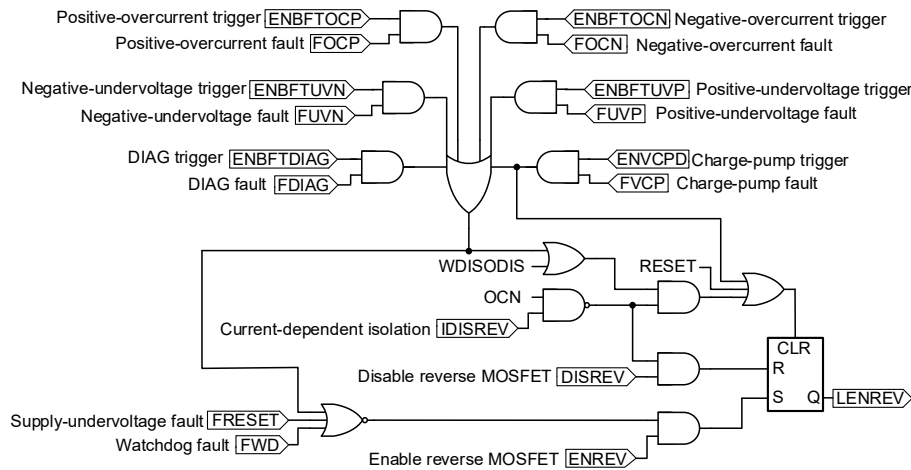 Positive-overcurrent trigger ENBFTOCP
Positive-overcurrent fault FOCP
ENBFTOCN Negative-overcurrent trigger
FOCN Negative-overcurrent fault
Negative-undervoltage trigger ENBFTUVN
Negative-undervoltage fault FUVN
ENBFTUVP Positive-undervoltage trigger
FUVP Positive-undervoltage fault
DIAG trigger ENBFTDIAG
DIAG fault FDIAG
ENVCPD Charge-pump trigger
FVCP Charge-pump fault
WDISODIS
RESET
OCN
Current-dependent isolation IDISREV
Disable reverse MOSFET DISREV
CLR
R
S Q LENREV
Supply-undervoltage fault FRESET
Watchdog fault FWD
Enable reverse MOSFET ENREV